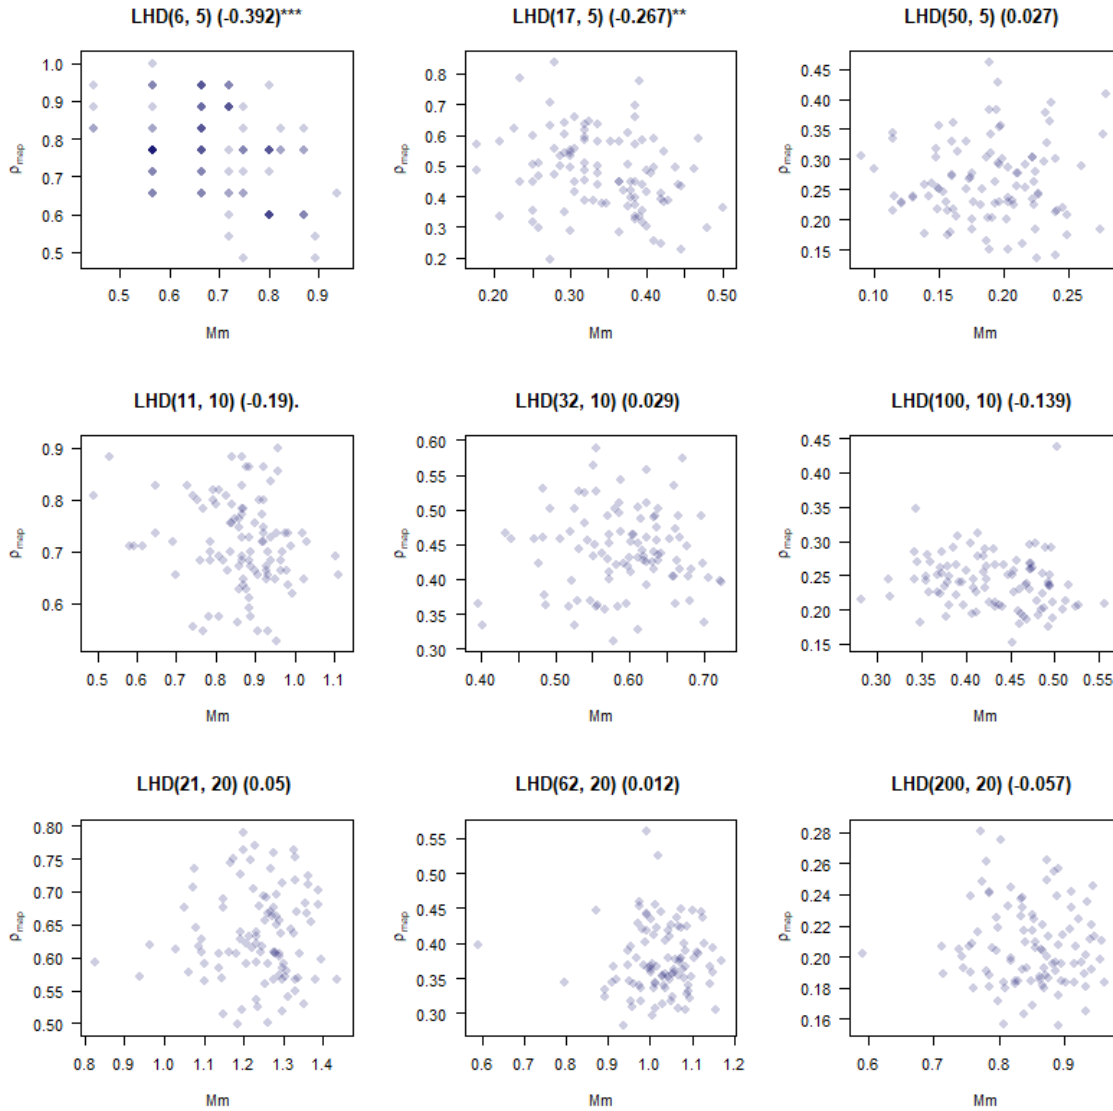 LHD(6, 5) (-0.392)***
LHD(17, 5) (-0.267)**
LHD(50, 5) (0.027)
1.0
0.9
0.8
0.7
0.6
0.5
ρmap
0.5 0.6 0.7 0.8 0.9
Mm
0.8
0.7
0.6
0.5
0.4
0.3
0.2
ρmap
0.20 0.30 0.40 0.50
Mm
0.45
0.40
0.35
0.30
0.25
0.20
0.15
ρmap
0.10 0.15 0.20 0.25
Mm
LHD(11, 10) (-0.19).
LHD(32, 10) (0.029)
LHD(100, 10) (-0.139)
0.9
0.8
0.7
0.6
ρmap
0.5 0.6 0.7 0.8 0.9 1.0 1.1
Mm
0.60
0.55
0.50
0.45
0.40
0.35
0.30
ρmap
0.40 0.50 0.60 0.70
Mm
0.45
0.40
0.35
0.30
0.25
0.20
0.15
ρmap
0.30 0.35 0.40 0.45 0.50 0.55
Mm
LHD(21, 20) (0.05)
LHD(62, 20) (0.012)
LHD(200, 20) (-0.057)
0.80
0.75
0.70
0.65
0.60
0.55
0.50
ρmap
0.8 0.9 1.0 1.1 1.2 1.3 1.4
Mm
0.55
0.50
0.45
0.40
0.35
0.30
ρmap
0.6 0.7 0.8 0.9 1.0 1.1 1.2
Mm
0.28
0.26
0.24
0.22
0.20
0.18
0.16
ρmap
0.6 0.7 0.8 0.9
Mm